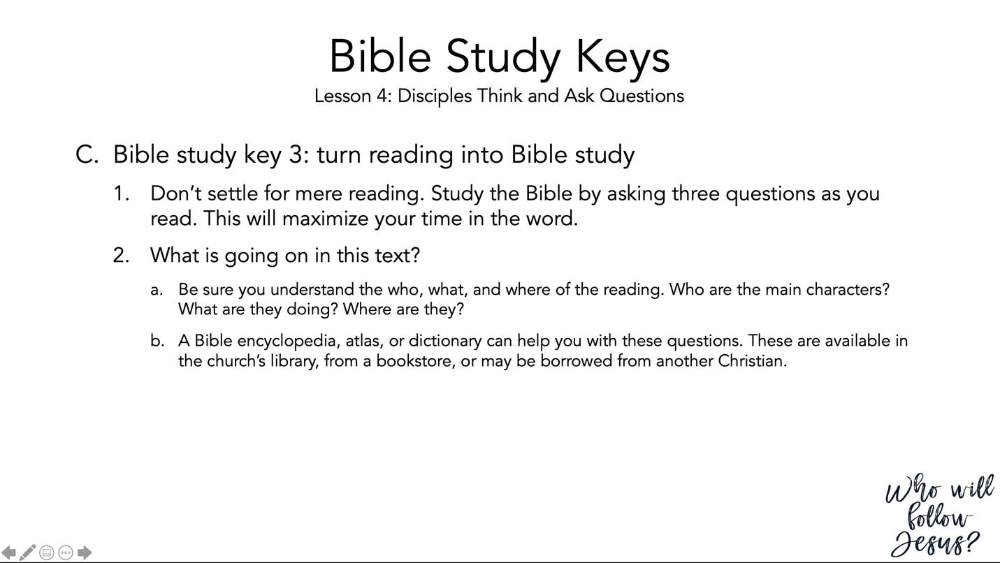 Bible Study Keys
Lesson 4: Disciples Think and Ask Questions
C. Bible study key 3: turn reading into Bible study
1. Don’t settle for mere reading. Study the Bible by asking three questions as you
read. This will maximize your time in the word.
2. What is going on in this text?
a. Be sure you understand the who, what, and where of the reading. Who are the main characters?
What are they doing? Where are they?
b. A Bible encyclopedia, atlas, or dictionary can help you with these questions. These are available in
the church’s library, from a bookstore, or may be borrowed from another Christian.
Who will
follow
Jesus?